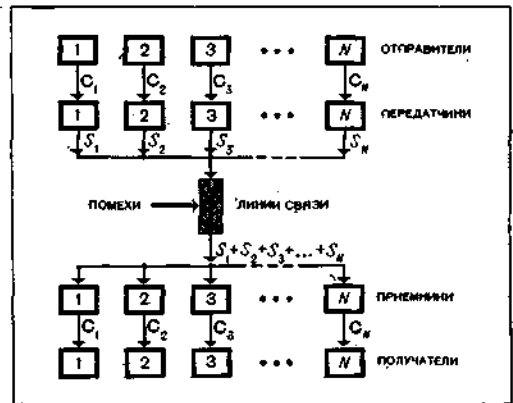 1 2 3 ••• N ОТПРАВИТЕЛИ
C₁ C₂ C₃ Cₙ
1 2 3 ••• N ПЕРЕДАТЧИКИ
S₁ S₂ S₃ Sₙ
ПОМЕХИ ЛИНИИ СВЯЗИ
S₁+S₂+S₃+...+Sₙ
1 2 3 ••• N ПРИЕМНИКИ
C₁ C₂ C₃ Cₙ
1 2 3 ••• N ПОЛУЧАТЕЛИ